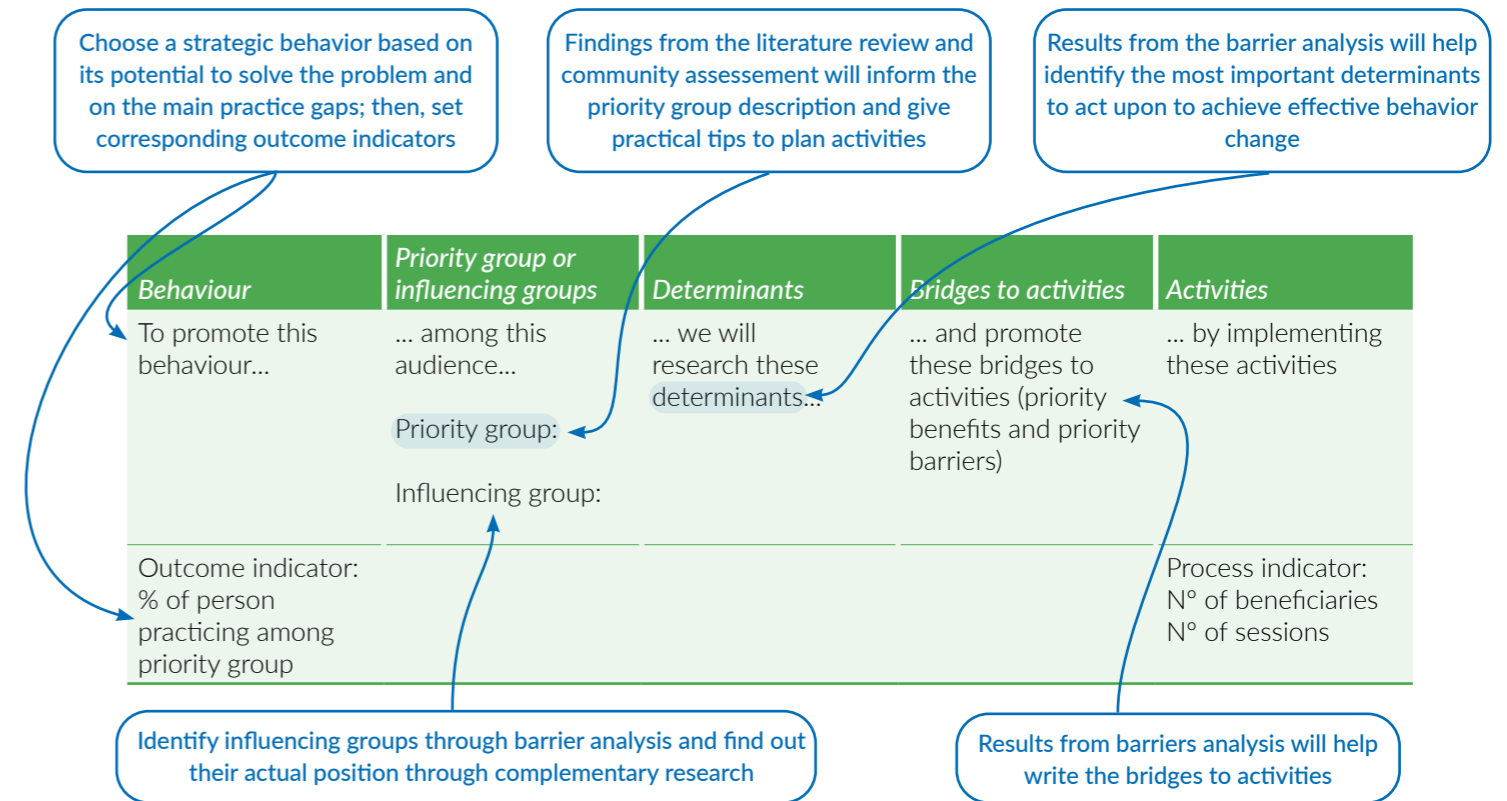 Choose a strategic behavior based on
its potential to solve the problem and
on the main practice gaps; then, set
corresponding outcome indicators
Findings from the literature review and
community assessement will inform the
priority group description and give
practical tips to plan activities
Results from the barrier analysis will help
identify the most important determinants
to act upon to achieve effective behavior
change
Behaviour
Priority group or
influencing groups
Determinants
Bridges to activities
Activities
To promote this
behaviour...
... among this
audience...
Priority group:
Influencing group:
... we will
research these
determinants...
... and promote
these bridges to
activities (priority
benefits and priority
barriers)
... by implementing
these activities
Outcome indicator:
% of person
practicing among
priority group
Process indicator:
N° of beneficiaries
N° of sessions
Identify influencing groups through barrier analysis and find out
their actual position through complementary research
Results from barriers analysis will help
write the bridges to activities